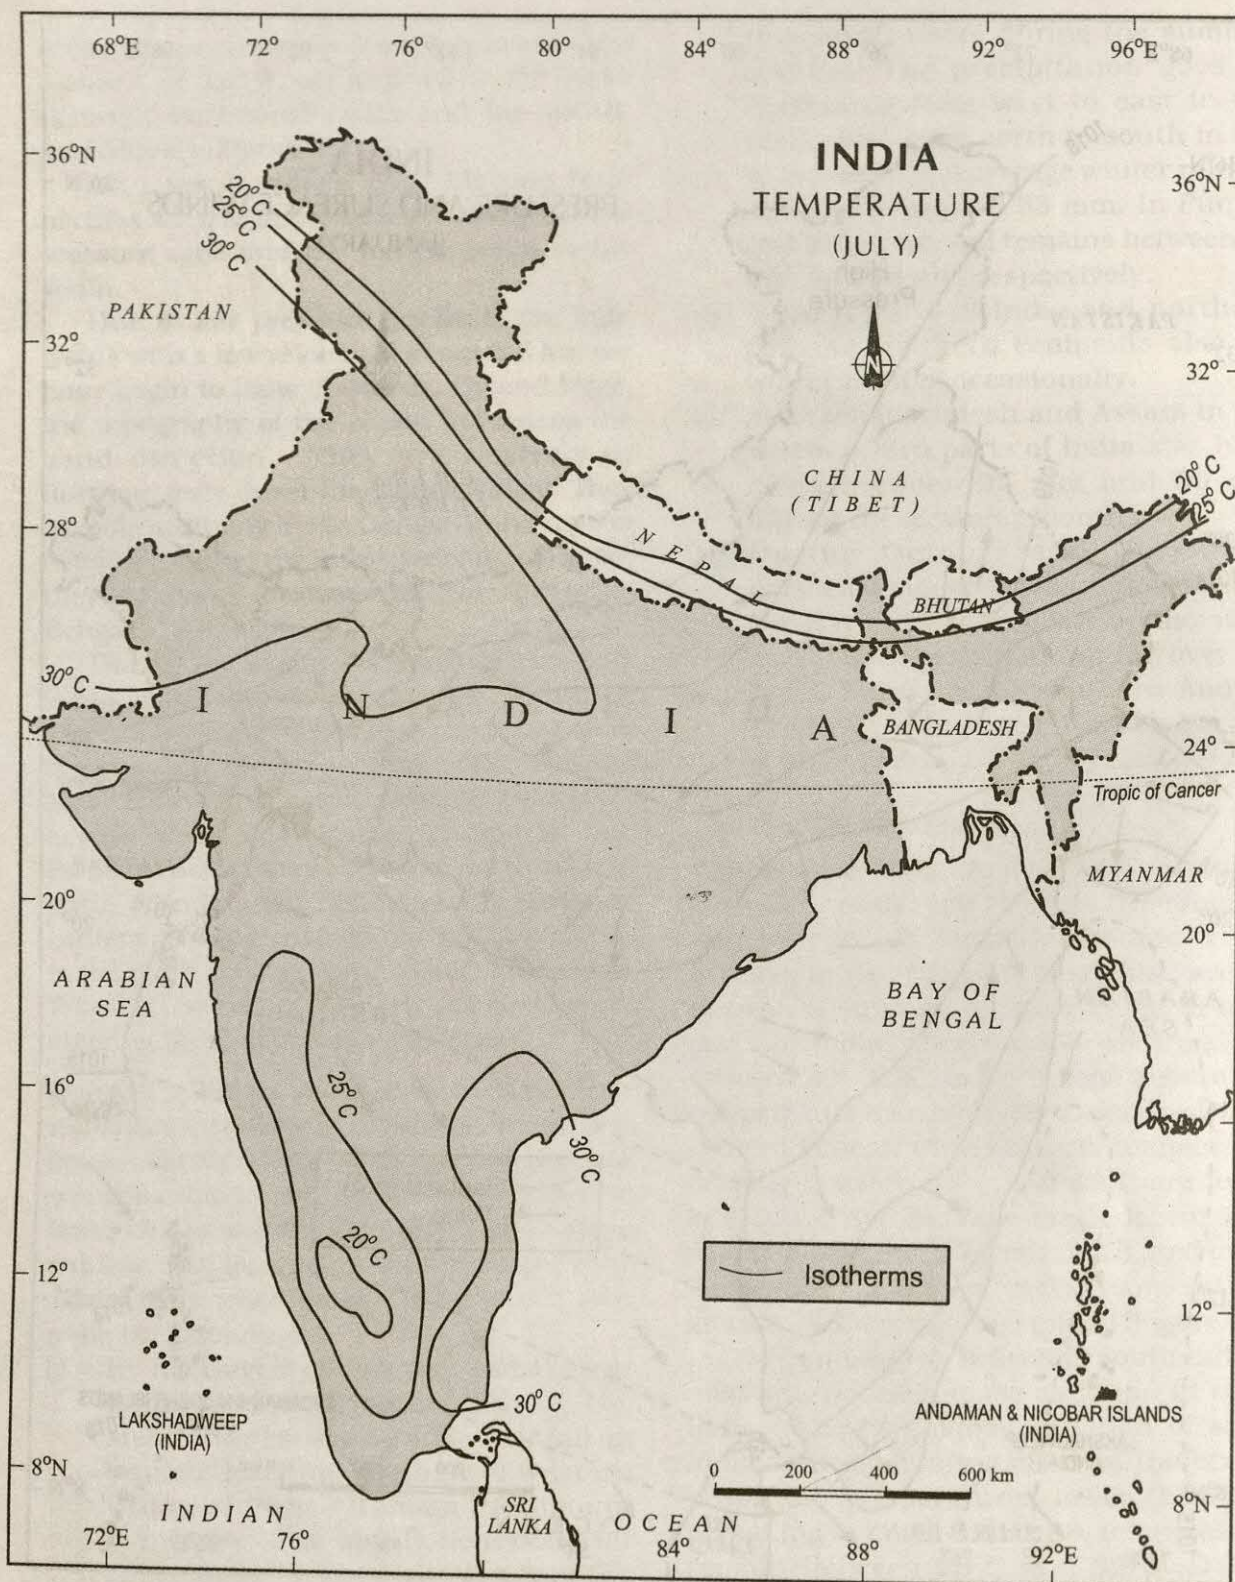 68°E 72° 76° 80° 84° 88° 92° 96°E
INDIA
TEMPERATURE
(JULY)
36°N
36°N
20°C
25°C
30°C
PAKISTAN
N
32°
32°
CHINA
(TIBET)
20°C
25°C
28°
NEPAL
BHUTAN
30°C
I N D I A
BANGLADESH
24°
Tropic of Cancer
MYANMAR
20°
20°
ARABIAN
SEA
BAY OF
BENGAL
16°
25°C
30°C
20°C
12°
Isotherms
12°
LAKSHADWEEP
(INDIA)
30°C
ANDAMAN & NICOBAR ISLANDS
(INDIA)
8°N
0 200 400 600 km
8°N
INDIAN
SRI
LANKA
OCEAN
72°E 76° 84° 88° 92°E